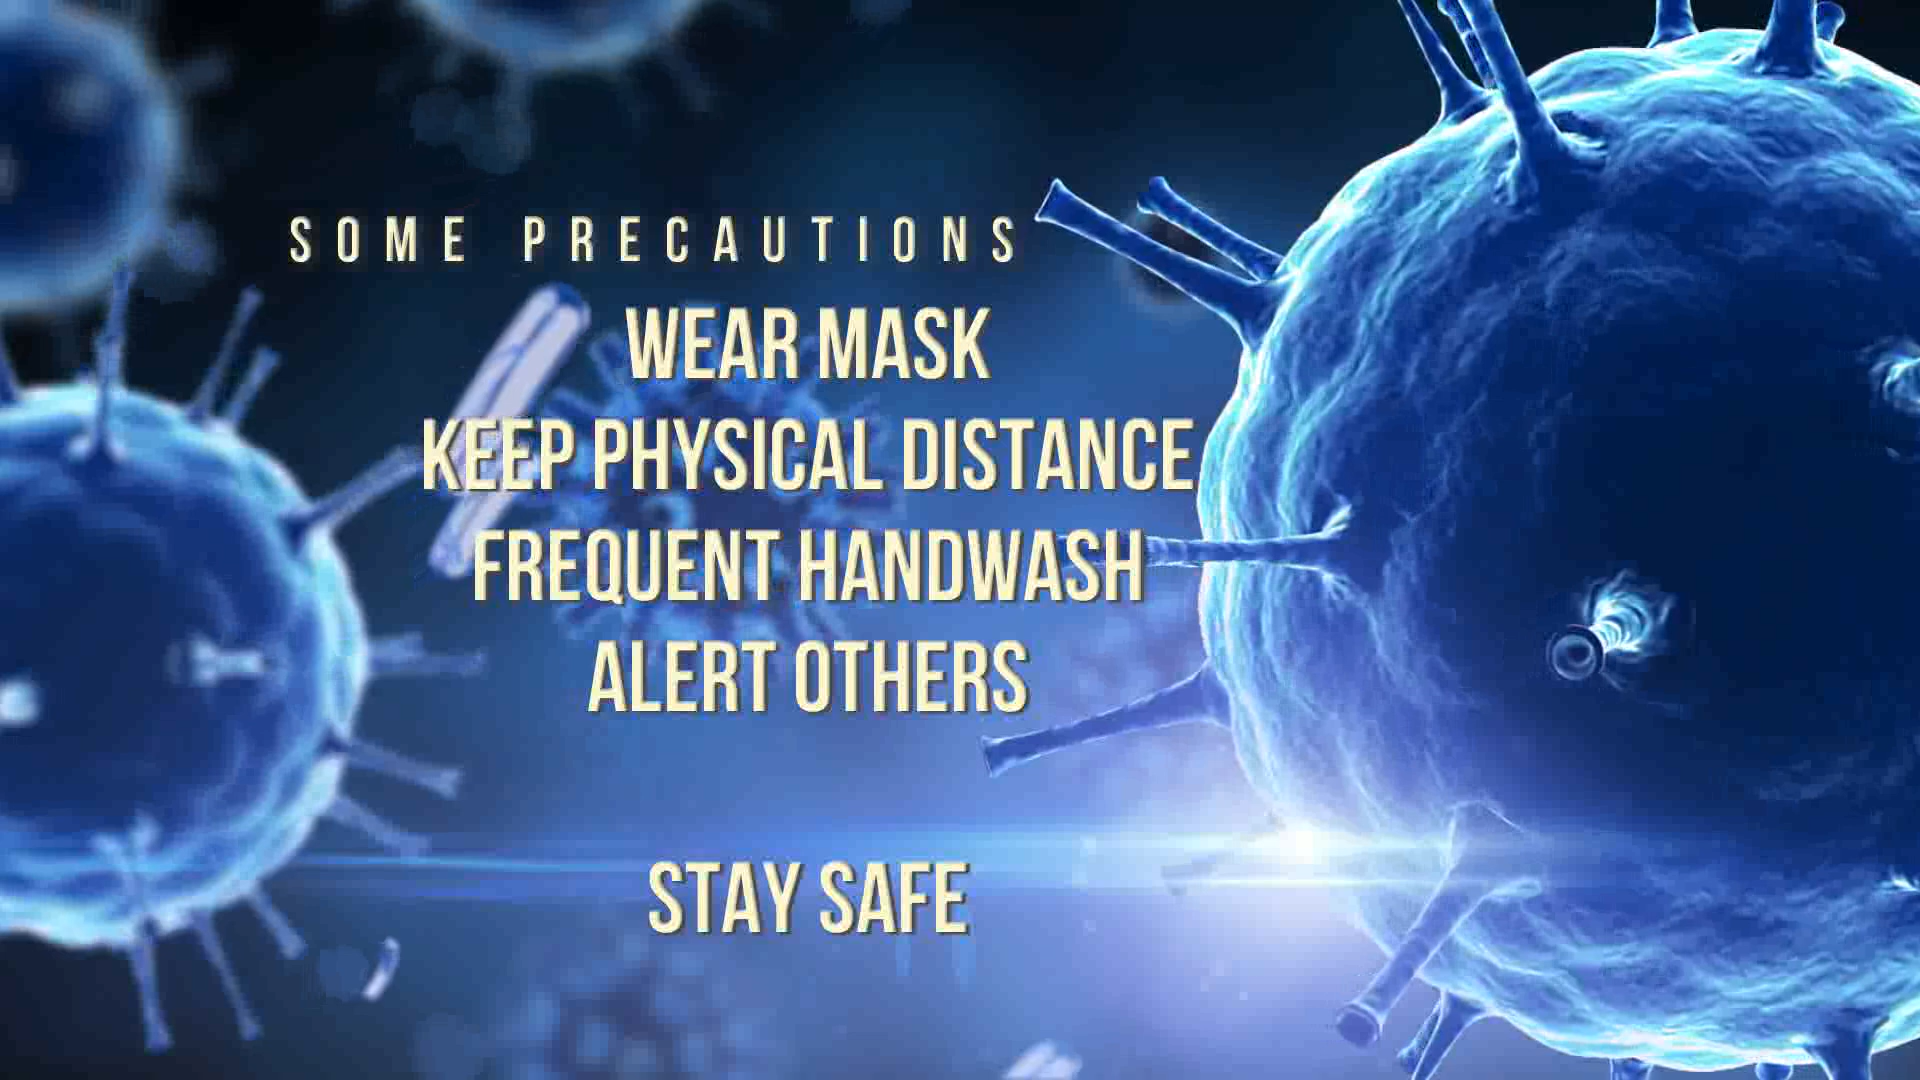 SOME PRECAUTIONS
WEAR MASK
KEEP PHYSICAL DISTANCE
FREQUENT HANDWASH
ALERT OTHERS
STAY SAFE